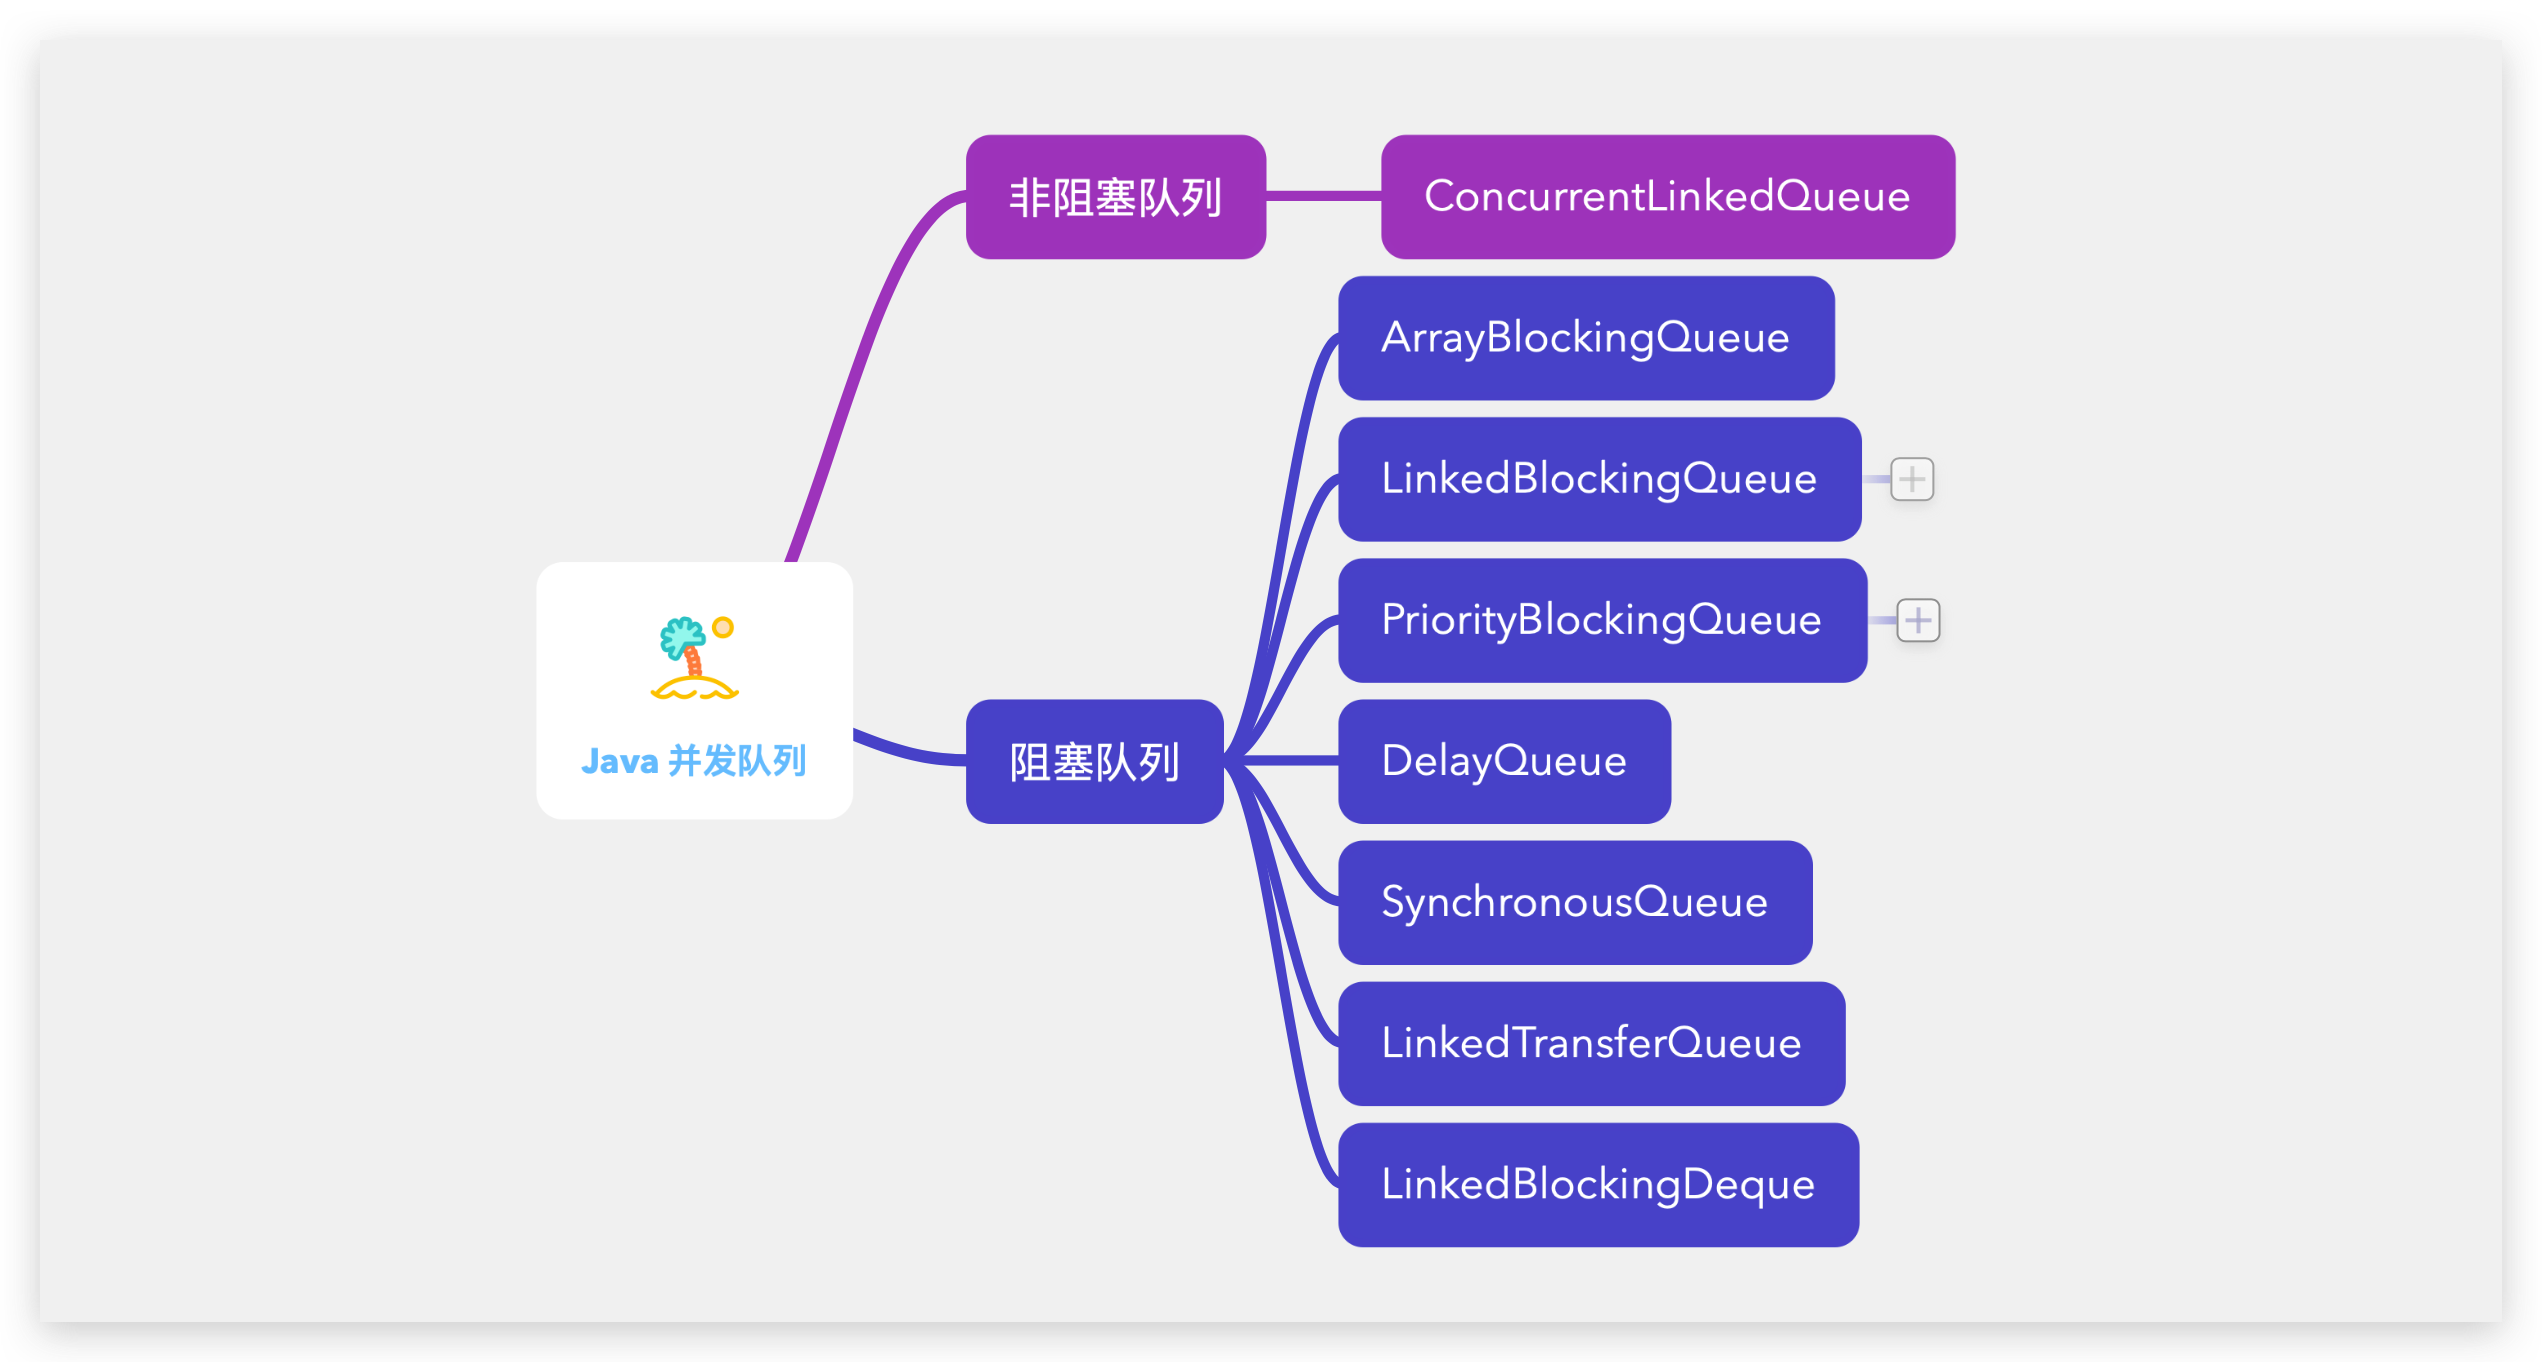 非阻塞队列
ConcurrentLinkedQueue
ArrayBlockingQueue
LinkedBlockingQueue
PriorityBlockingQueue
Java 并发队列
阻塞队列
DelayQueue
SynchronousQueue
LinkedTransferQueue
LinkedBlockingDeque